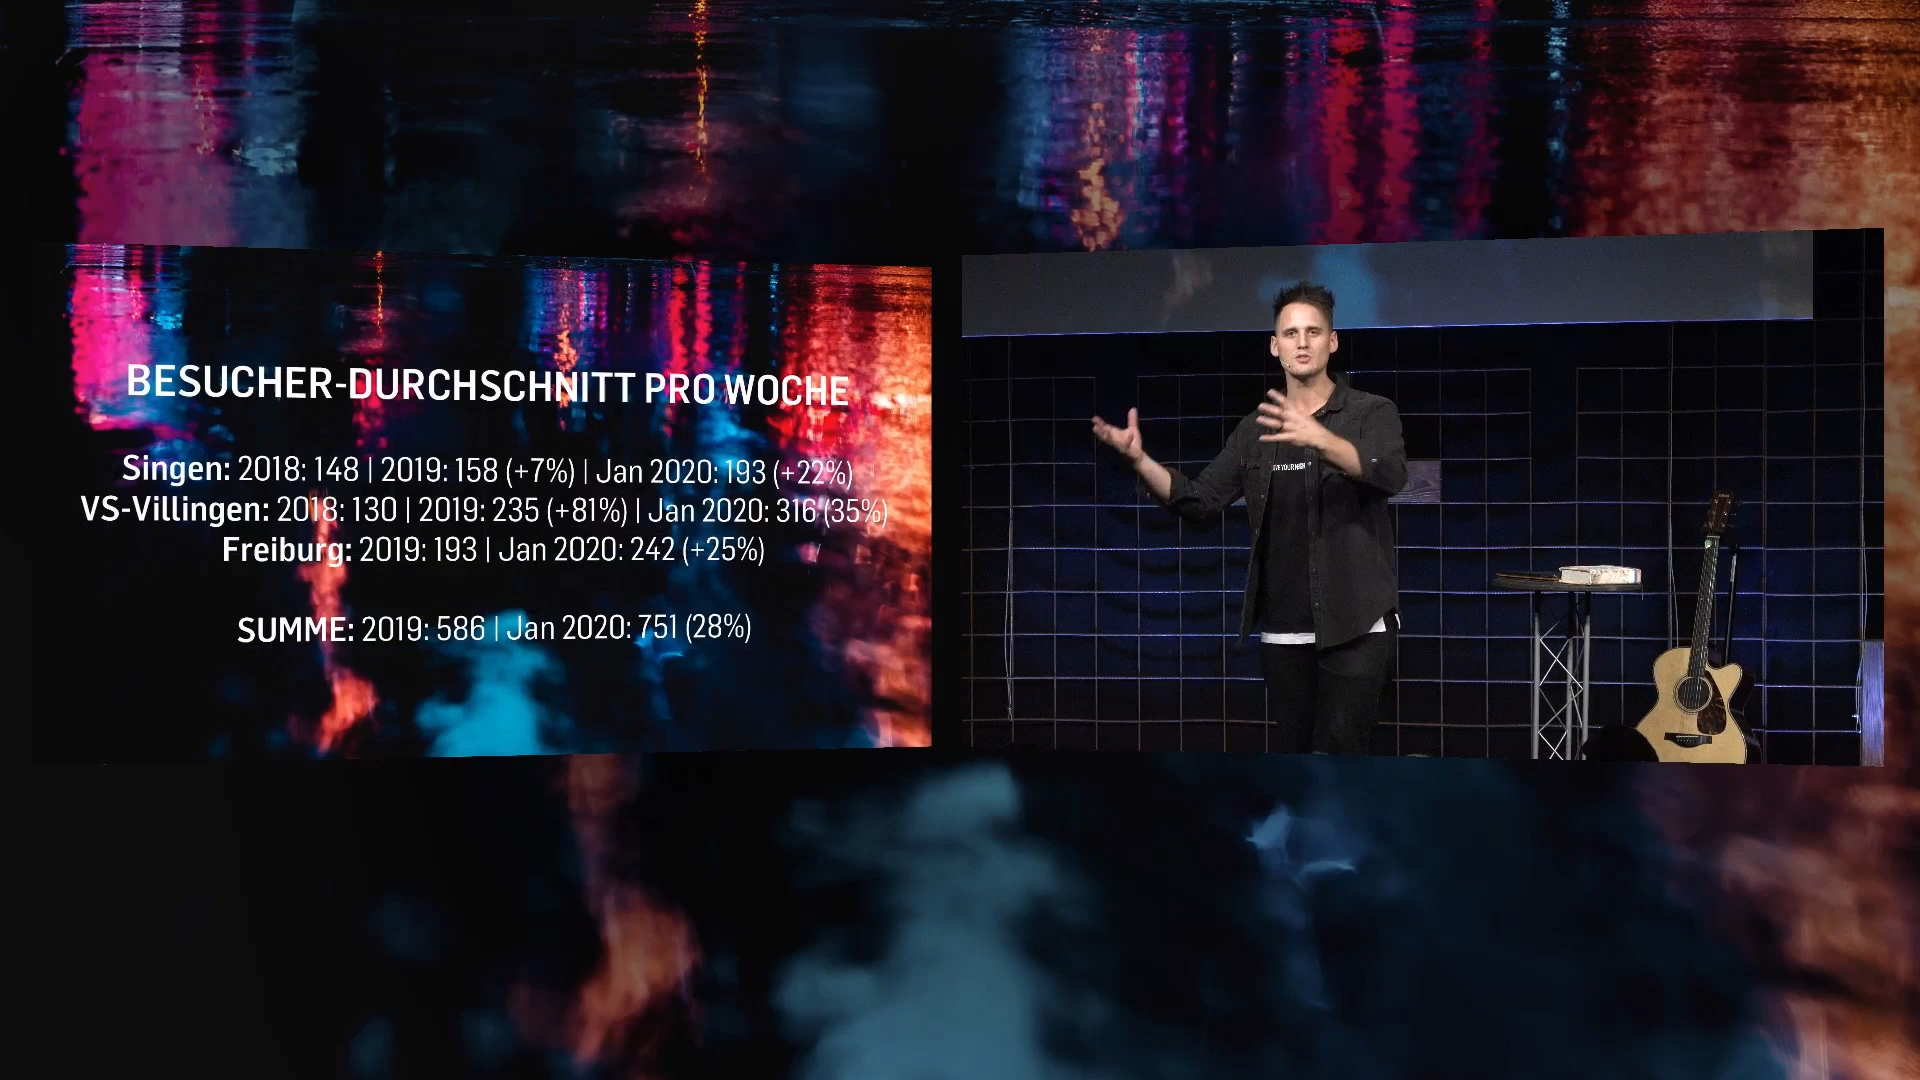 BESUCHER-DURCHSCHNITT PRO WOCHE
Singen: 2018: 148 | 2019: 158 (+7%) | Jan 2020: 193 (+22%)
VS-Villingen: 2018: 130 | 2019: 235 (+81%) | Jan 2020: 316 (35%)
Freiburg: 2019: 193 | Jan 2020: 242 (+25%)
SUMME: 2019: 586 | Jan 2020: 751 (28%)